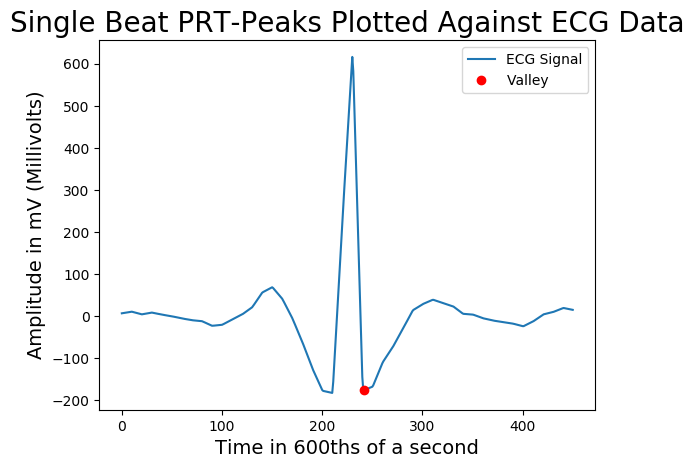 Single Beat PRT-Peaks Plotted Against ECG Data
ECG Signal
Valley
Amplitude in mV (Millivolts)
600
500
400
300
200
100
0
−100
−200
0 100 200 300 400
Time in 600ths of a second